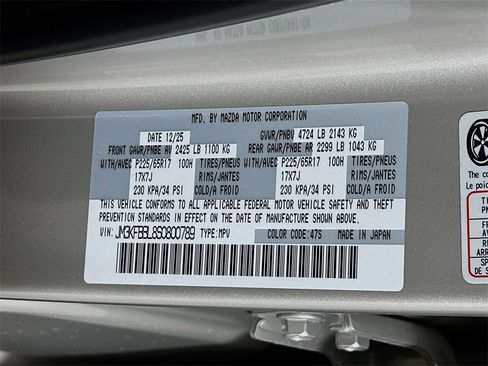 MFD. BY MAZDA MOTOR CORPORATION
DATE 12/25 GVWR/PNBV 4724 LB 2143 KG
FRONT GAWR/PNBE AV 2425 LB 1100 KG REAR GAWR/PNBE AR 2299 LB 1043 KG
WITH/AVEC P225/65R17 100H TIRES/PNEUS WITH/AVEC P225/65R17 100H TIRES/PNEUS
17X7J RIMS/JANTES 17X7J RIMS/JANTES
230 KPA/34 PSI COLD/A FROID 230 KPA/34 PSI COLD/A FROID
THIS VEHICLE CONFORMS TO ALL APPLICABLE FEDERAL MOTOR VEHICLE SAFETY AND THEFT
PREVENTION STANDARDS IN EFFECT ON THE DATE OF MANUFACTURE SHOWN ABOVE.
VIN: TYPE: MPV COLOR CODE: 47S MADE IN JAPAN
The c
Le poic